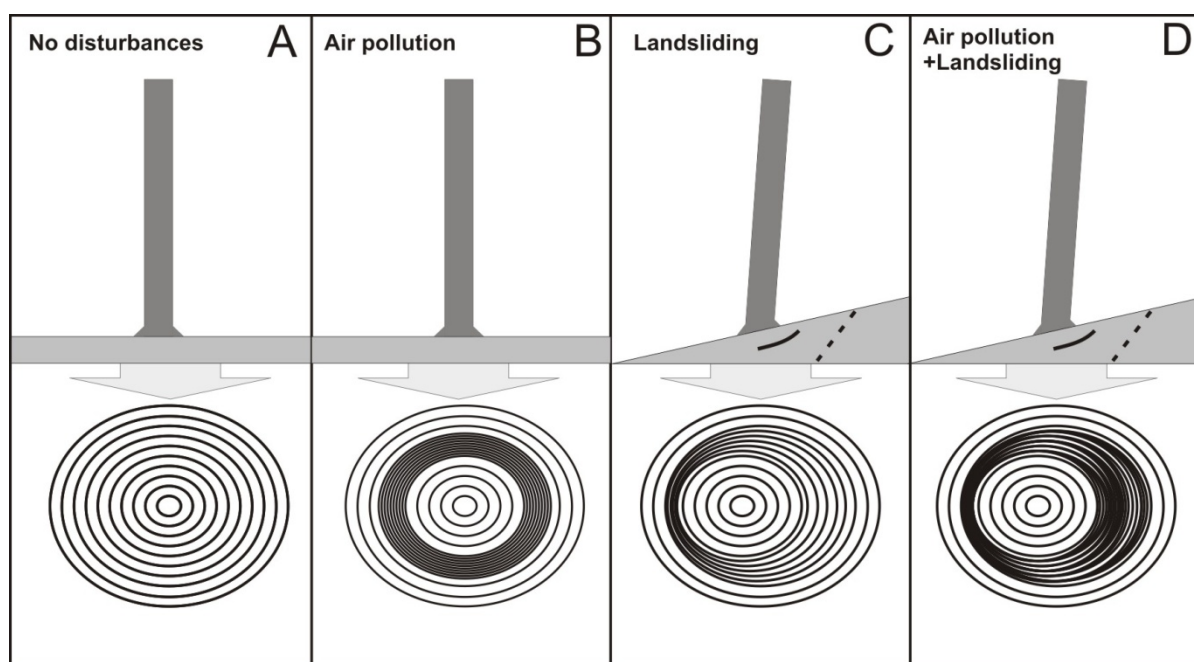 No disturbances
A
Air pollution
B
Landsliding
C
Air pollution
+Landsliding
D